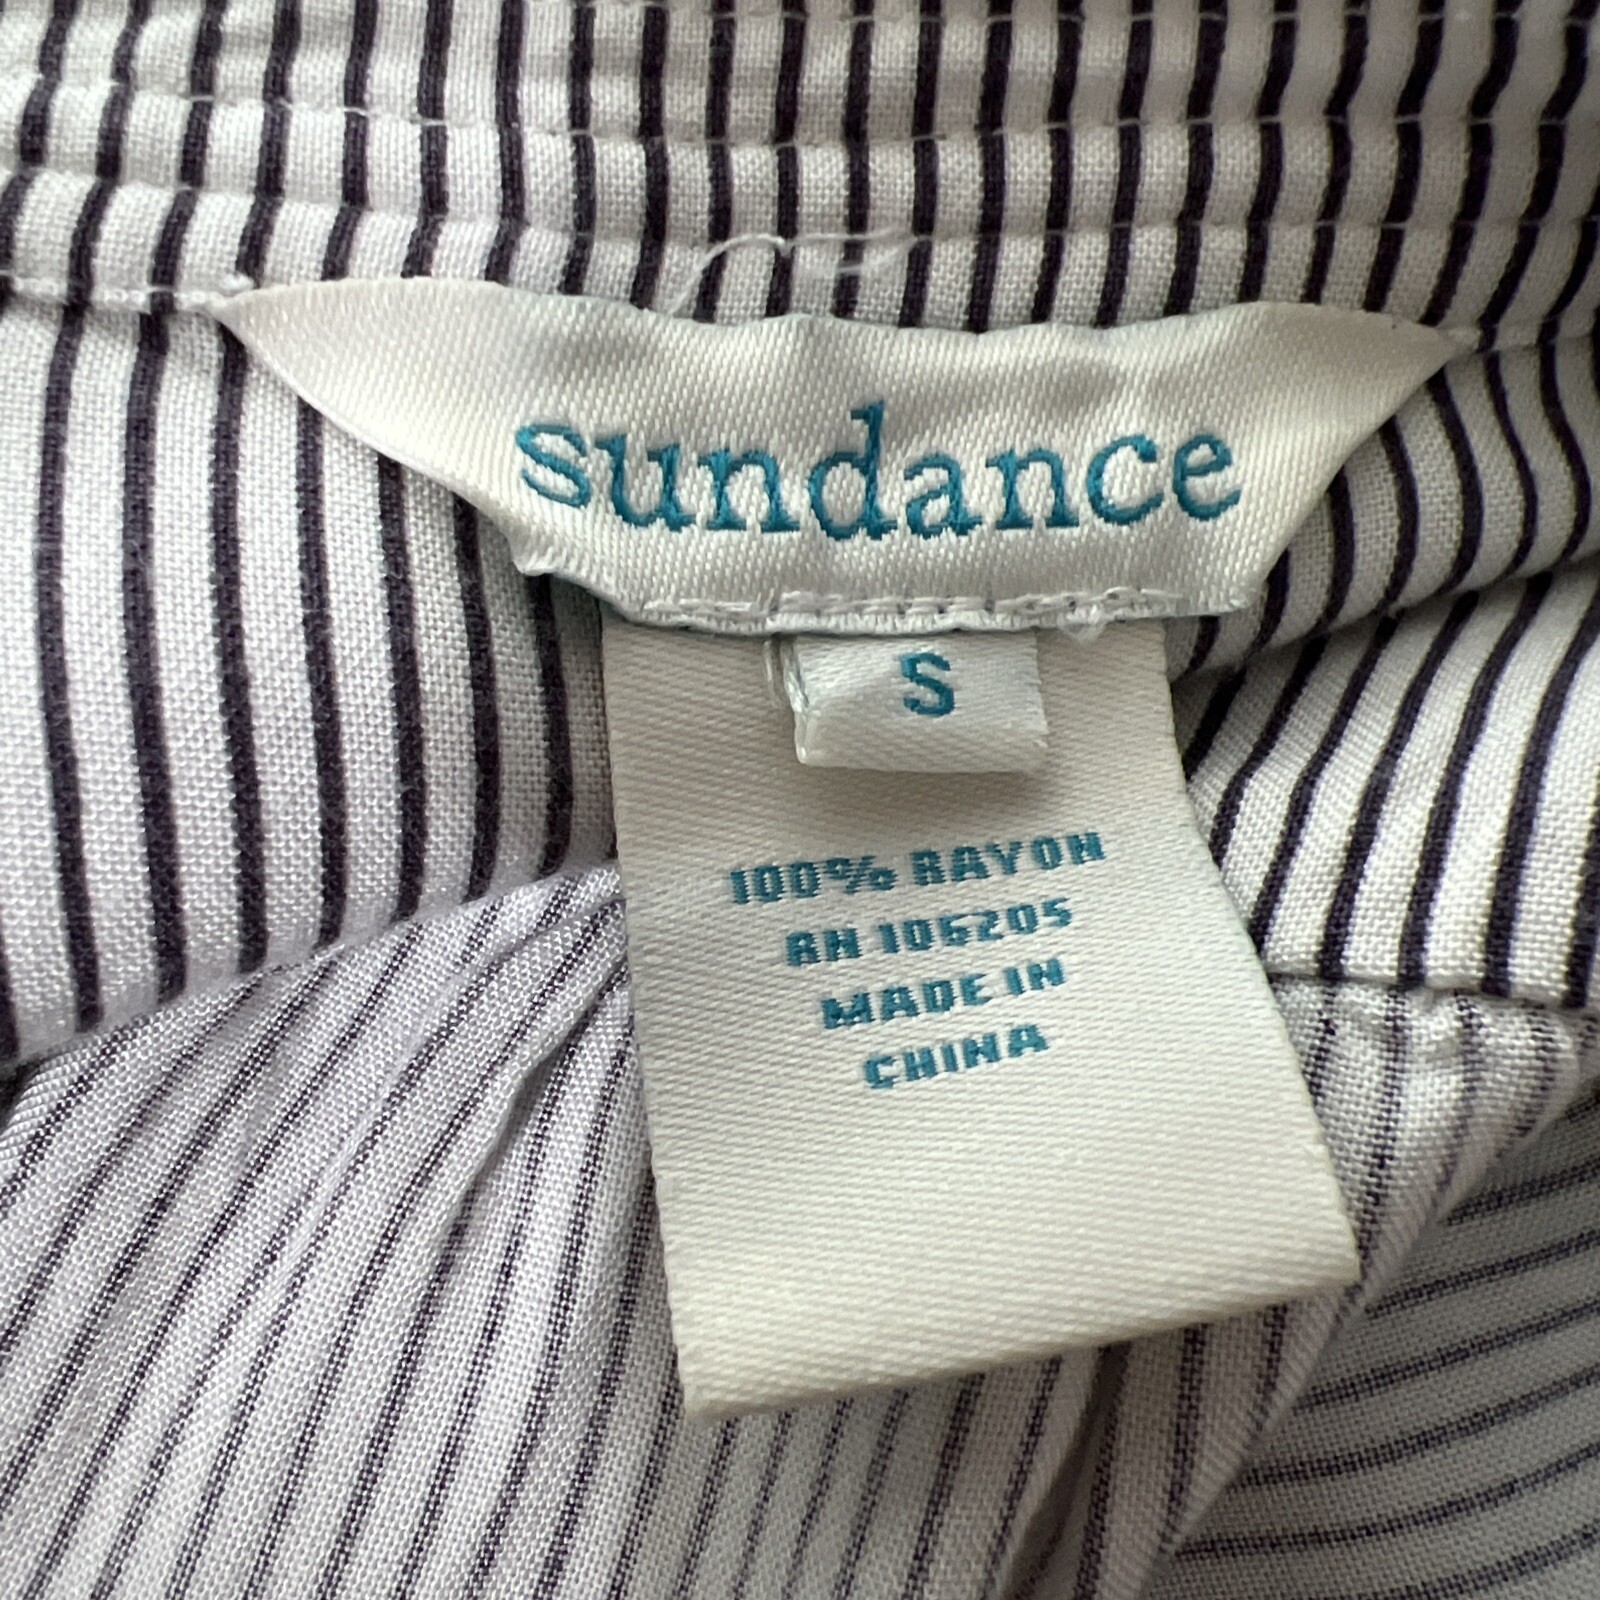 sundance
S
100% RAYON
RN 106205
MADE IN
CHINA